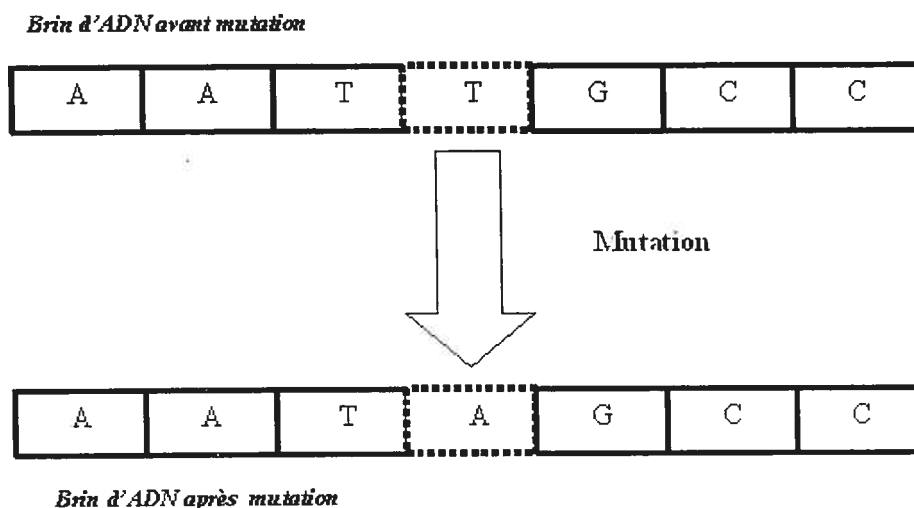 Brin d'ADN avant mutation
A A T T G C C
Mutation
A A T A G C C
Brin d'ADN après mutation